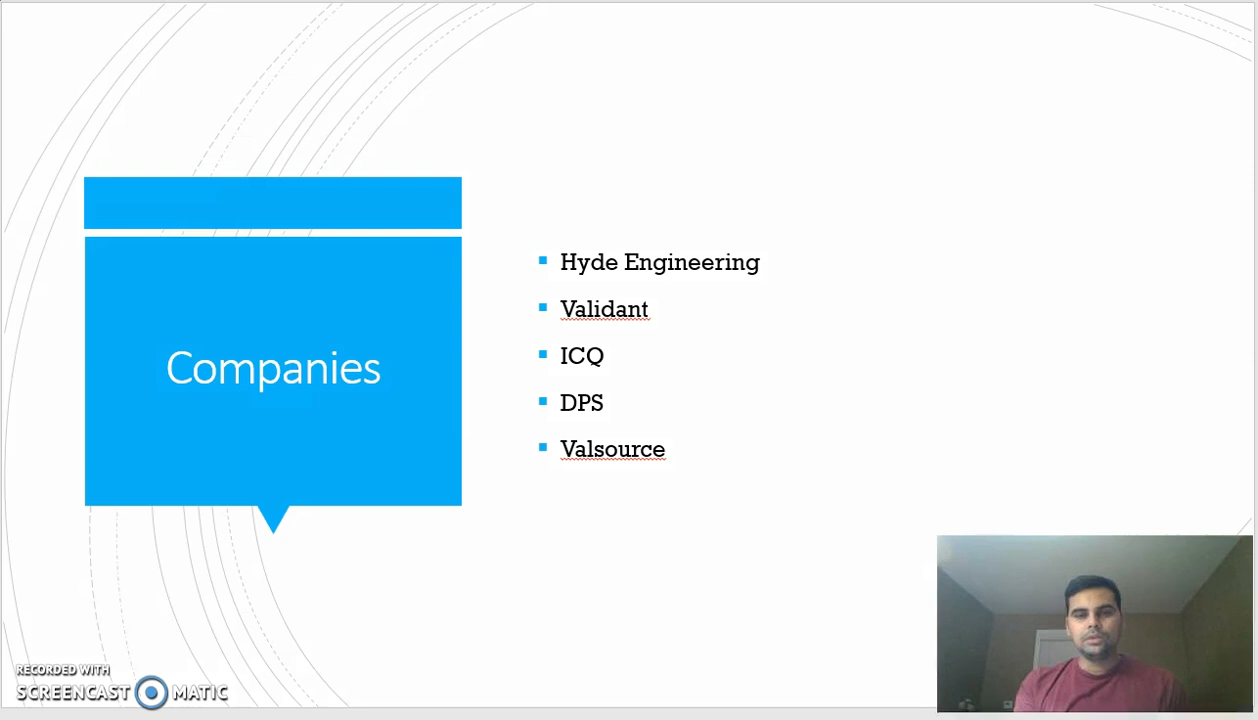 Companies
Hyde Engineering
Validant
ICQ
DPS
Valsource
RECORDED WITH
SCREENCAST MATIC